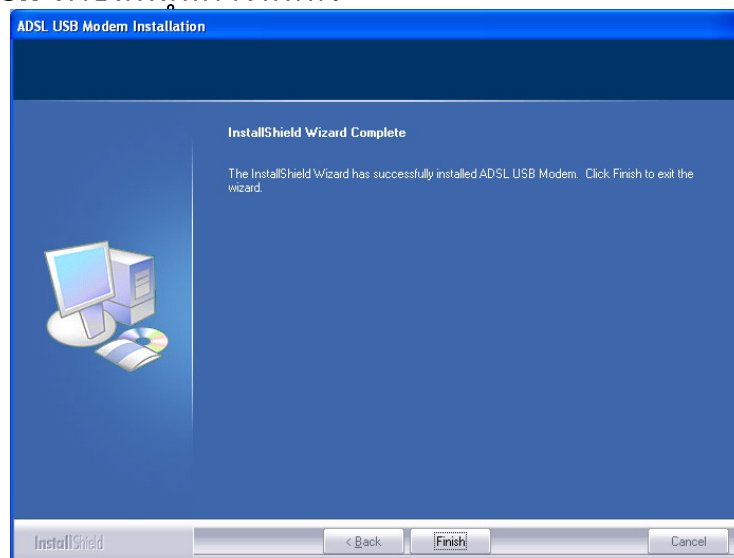 ADSL USB Modem Installation
InstallShield Wizard Complete
The InstallShield Wizard has successfully installed ADSL USB Modem. Click Finish to exit the
wizard.
InstallShield
< Back
Finish
Cancel